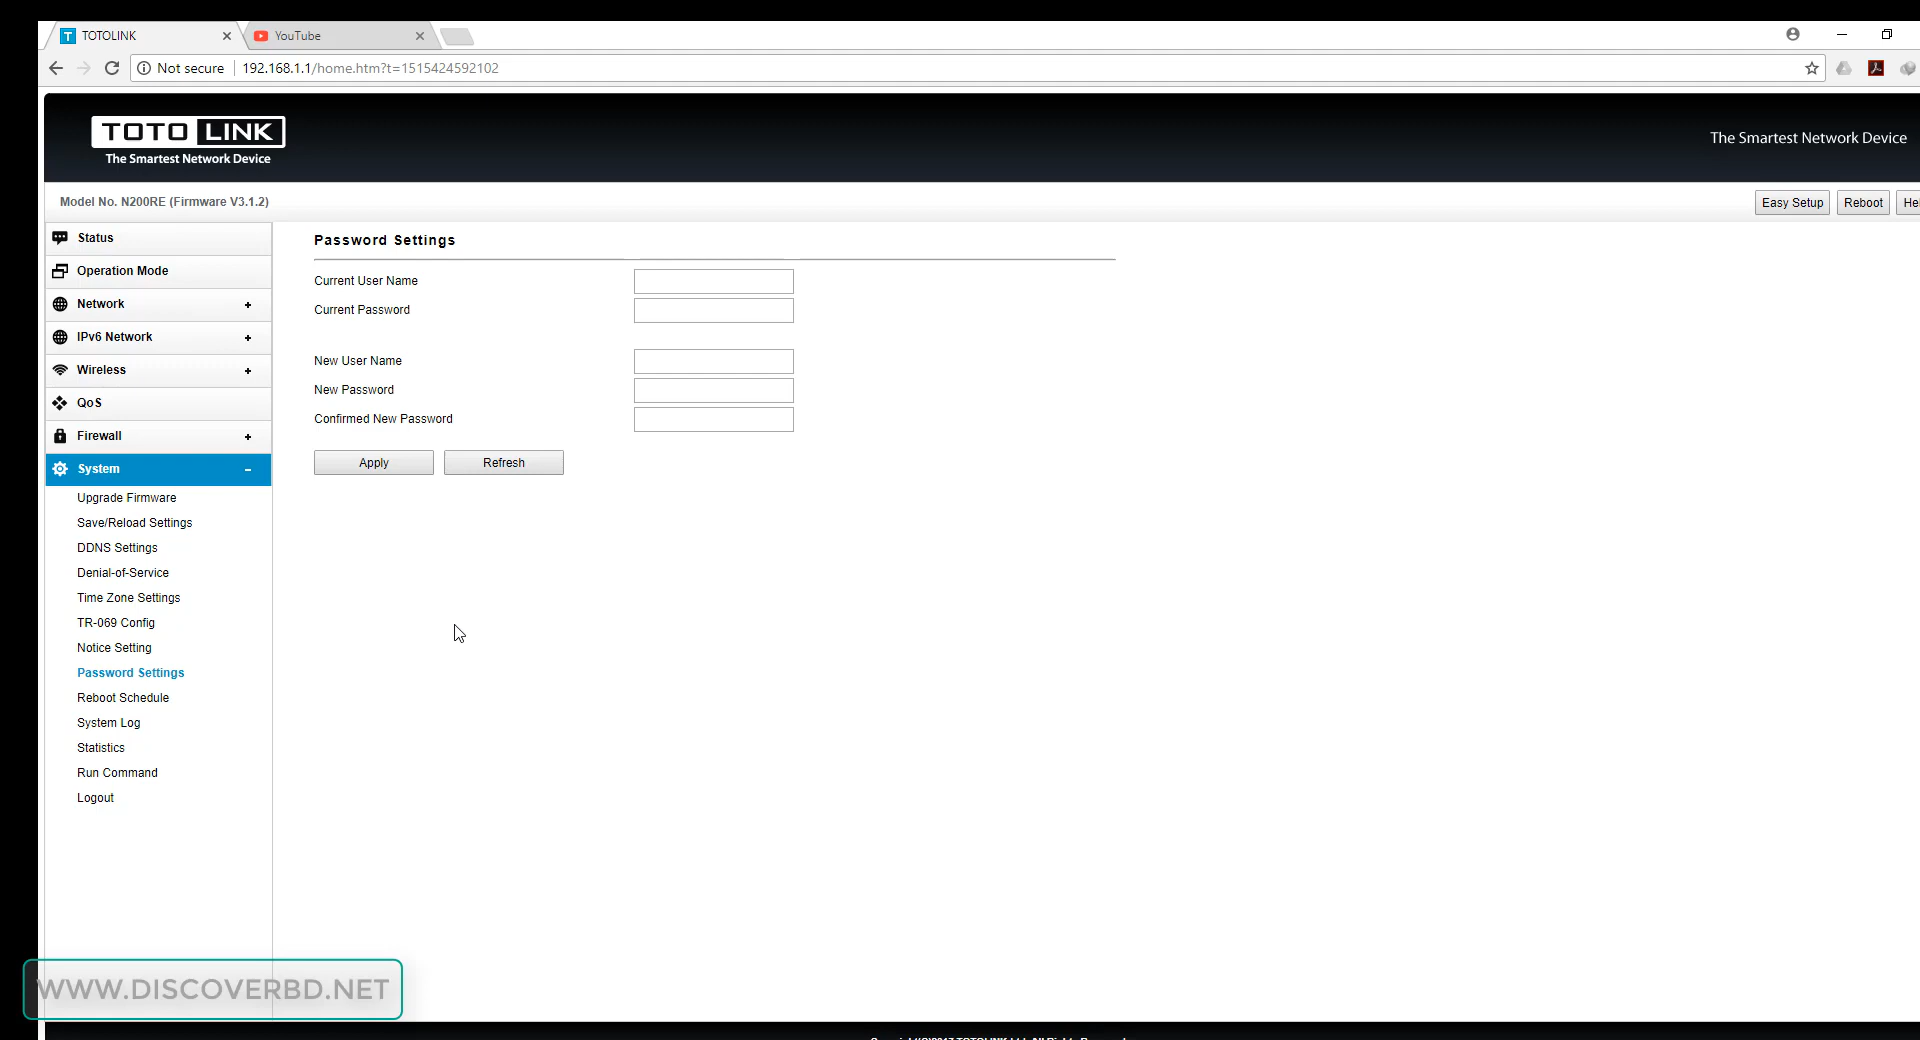 TOTOLINK
YouTube
Not secure
192.168.1.1/home.htm?t=1515424592102
TOTO LINK
The Smartest Network Device
The Smartest Network Device
Model No. N200RE (Firmware V3.1.2)
Easy Setup
Reboot
Status
Operation Mode
Network +
IPv6 Network +
Wireless +
QoS
Firewall +
System -
Upgrade Firmware
Save/Reload Settings
DDNS Settings
Denial-of-Service
Time Zone Settings
TR-069 Config
Notice Setting
Password Settings
Reboot Schedule
System Log
Statistics
Run Command
Logout
Password Settings
Current User Name
Current Password
New User Name
New Password
Confirmed New Password
Apply
Refresh
WWW.DISCOVERBD.NET